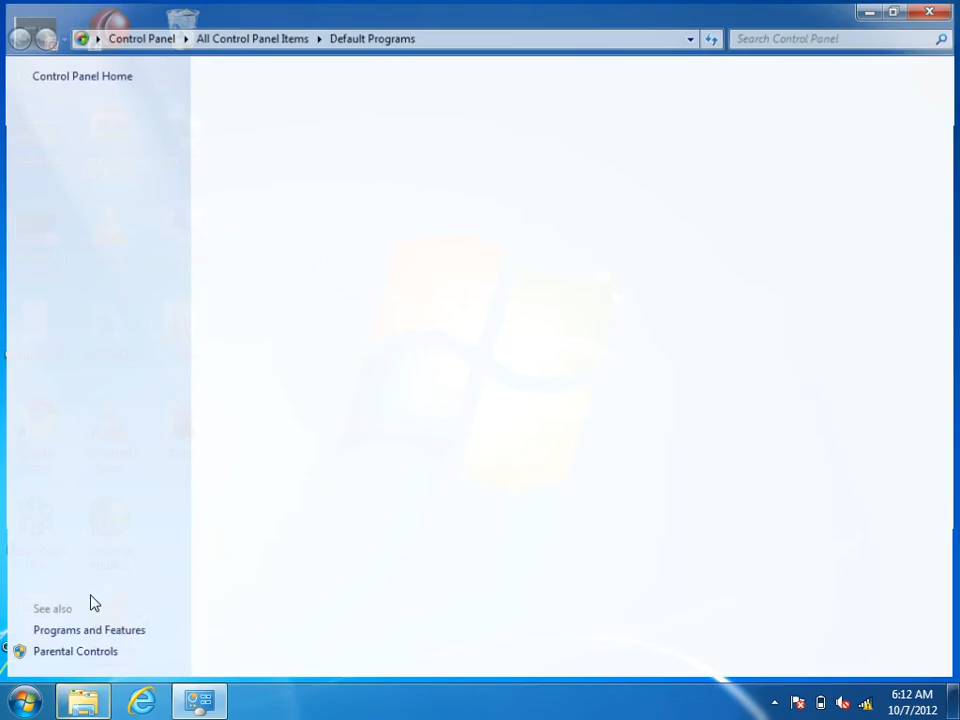 Control Panel All Control Panel Items Default Programs Search Control Panel
Control Panel Home
See also
Programs and Features
Parental Controls
6:12 AM
10/7/2012